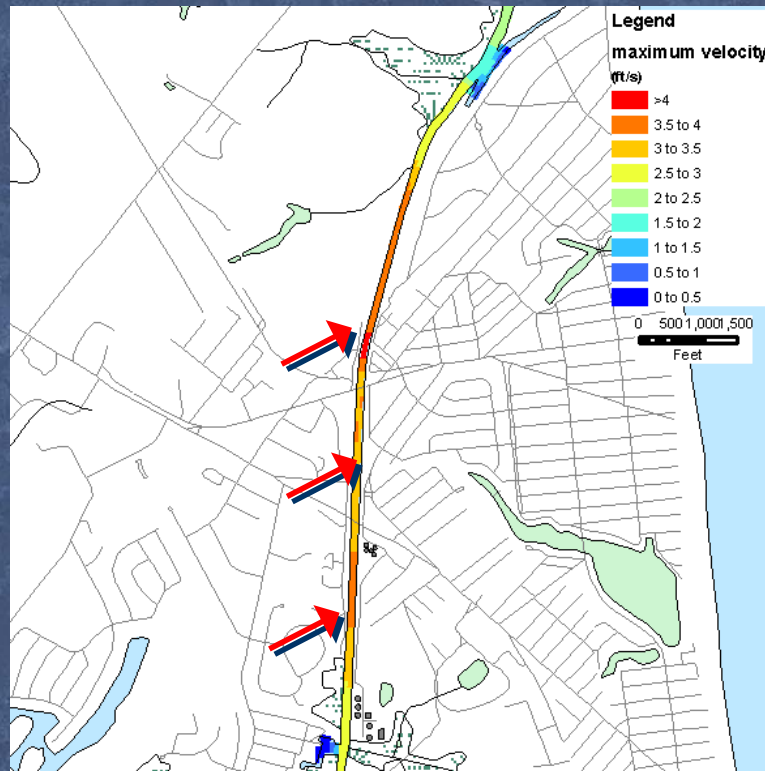 Legend
maximum velocity
(ft/s)
>4
3.5 to 4
3 to 3.5
2.5 to 3
2 to 2.5
1.5 to 2
1 to 1.5
0.5 to 1
0 to 0.5
0 500 1,000 1,500
Feet